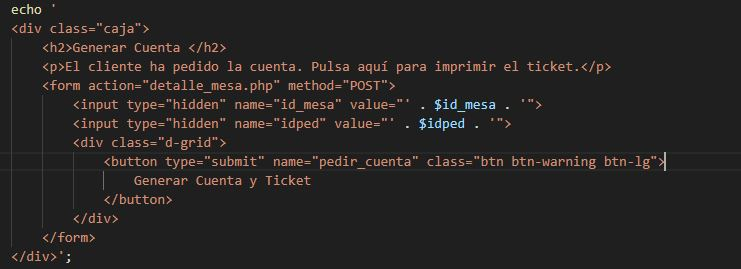 echo '
<div class="caja">
    <h2>Generar Cuenta </h2>
    <p>El cliente ha pedido la cuenta. Pulsa aquí para imprimir el ticket.</p>
    <form action="detalle_mesa.php" method="POST">
        <input type="hidden" name="id_mesa" value="' . $id_mesa . '">
        <input type="hidden" name="idped" value="' . $idped . '">
        <div class="d-grid">
            <button type="submit" name="pedir_cuenta" class="btn btn-warning btn-lg">
                Generar Cuenta y Ticket
            </button>
        </div>
    </form>
</div>';